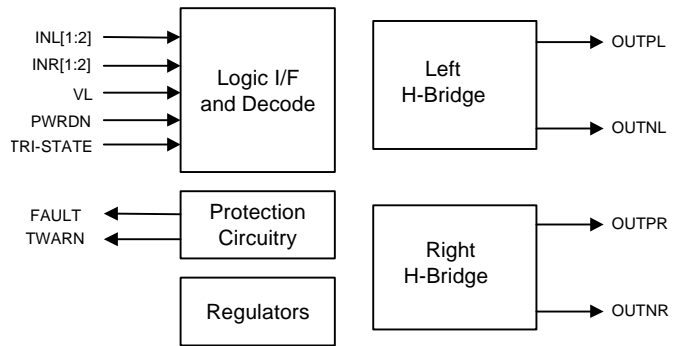 INL[1:2]
INR[1:2]
VL
PWRDN
TRI-STATE
Logic I/F
and Decode
Left
H-Bridge
OUTPL
OUTNL
FAULT
TWARN
Protection
Circuitry
Regulators
Right
H-Bridge
OUTPR
OUTNR